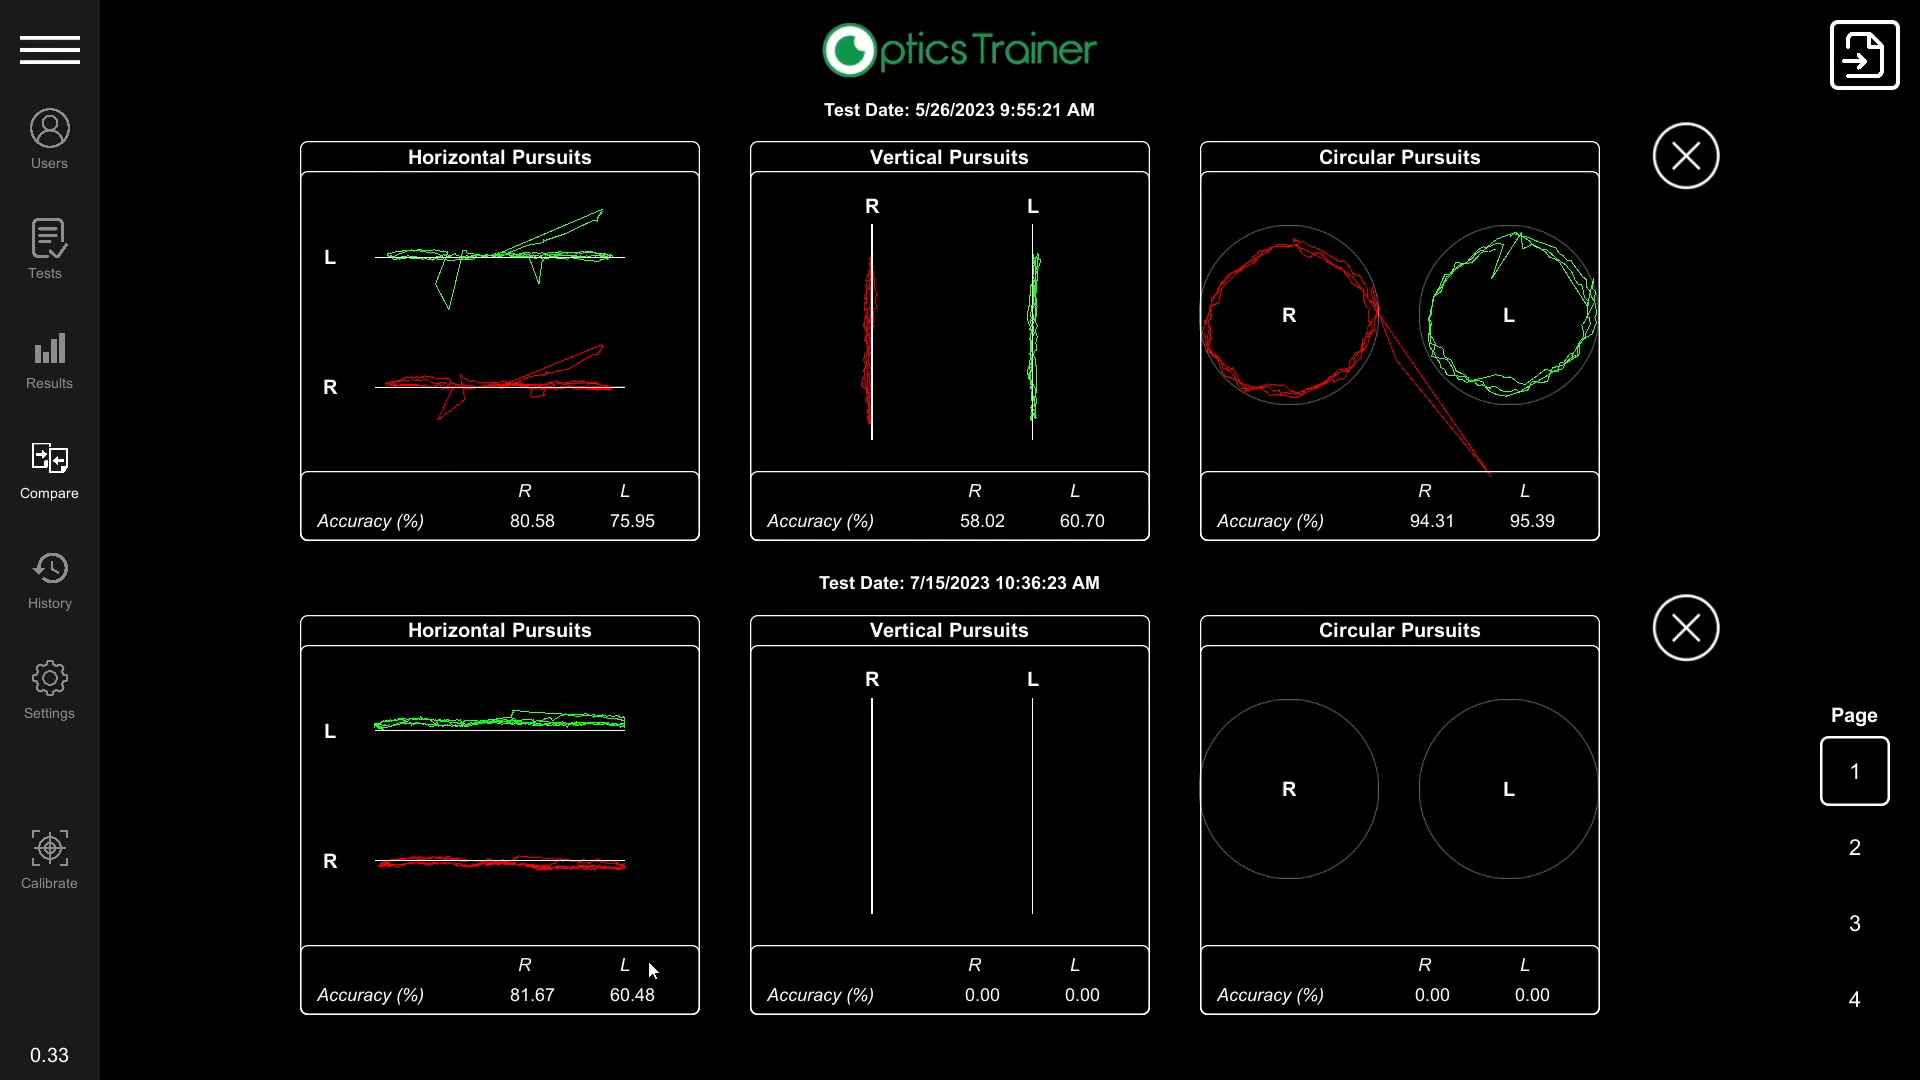 OpticsTrainer
Test Date: 5/26/2023 9:55:21 AM
Users
Tests
Results
Compare
History
Settings
Calibrate
0.33
Horizontal Pursuits
L
R
R L
Accuracy (%) 80.58 75.95
Vertical Pursuits
R L
R L
Accuracy (%) 58.02 60.70
Circular Pursuits
R L
R L
Accuracy (%) 94.31 95.39
Test Date: 7/15/2023 10:36:23 AM
Horizontal Pursuits
L
R
R L
Accuracy (%) 81.67 60.48
Vertical Pursuits
R L
R L
Accuracy (%) 0.00 0.00
Circular Pursuits
R L
R L
Accuracy (%) 0.00 0.00
Page
1
2
3
4